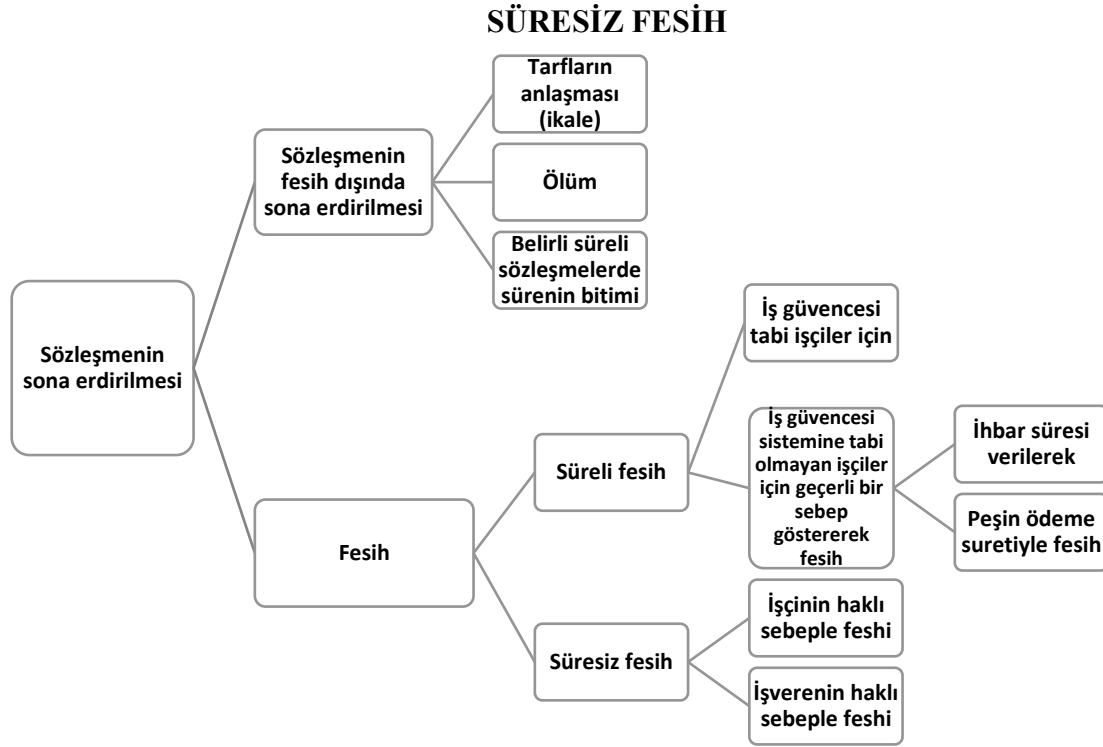 SÜRESİZ FESİH
Sözleşmenin
sona erdirilmesi
Sözleşmenin
fesih dışında
sona erdirilmesi
Tarfların
anlaşması
(ikale)
Ölüm
Belirli süreli
sözleşmelerde
sürenin bitimi
Fesih
Süreli fesih
İş güvencesi
tabi işçiler için
İş güvencesi
sistemine tabi
olmayan işçiler
için geçerli bir
sebep
göstererek
fesih
İhbar süresi
verilerek
Peşin ödeme
suretiyle fesih
Süresiz fesih
İşçinin haklı
sebeple feshi
İşverenin haklı
sebeple feshi